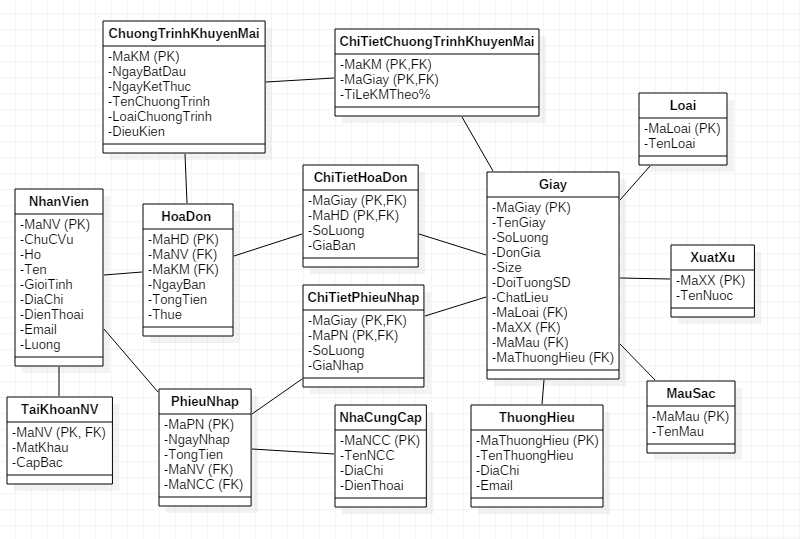 ChuongTrinhKhuyenMai
-MaKM (PK)
-NgayBatDau
-NgayKetThuc
-TenChuongTrinh
-LoaiChuongTrinh
-DieuKien
ChiTietChuongTrinhKhuyenMai
-MaKM (PK,FK)
-MaGiay (PK,FK)
-TiLeKMTheo%
Loai
-MaLoai (PK)
-TenLoai
NhanVien
-MaNV (PK)
-ChuCVu
-Ho
-Ten
-GioiTinh
-DiaChi
-DienThoai
-Email
-Luong
HoaDon
-MaHD (PK)
-MaNV (FK)
-MaKM (FK)
-NgayBan
-TongTien
-Thue
ChiTietHoaDon
-MaGiay (PK,FK)
-MaHD (PK,FK)
-SoLuong
-GiaBan
Giay
-MaGiay (PK)
-TenGiay
-SoLuong
-DonGia
-Size
-DoiTuongSD
-ChatLieu
-MaLoai (FK)
-MaXX (FK)
-MaMau (FK)
-MaThuongHieu (FK)
XuatXu
-MaXX (PK)
-TenNuoc
ChiTietPhieuNhap
-MaGiay (PK,FK)
-MaPN (PK,FK)
-SoLuong
-GiaNhap
TaiKhoanNV
-MaNV (PK, FK)
-MatKhau
-CapBac
PhieuNhap
-MaPN (PK)
-NgayNhap
-TongTien
-MaNV (FK)
-MaNCC (FK)
NhaCungCap
-MaNCC (PK)
-TenNCC
-DiaChi
-DienThoai
ThuongHieu
-MaThuongHieu (PK)
-TenThuongHieu
-DiaChi
-Email
MauSac
-MaMau (PK)
-TenMau